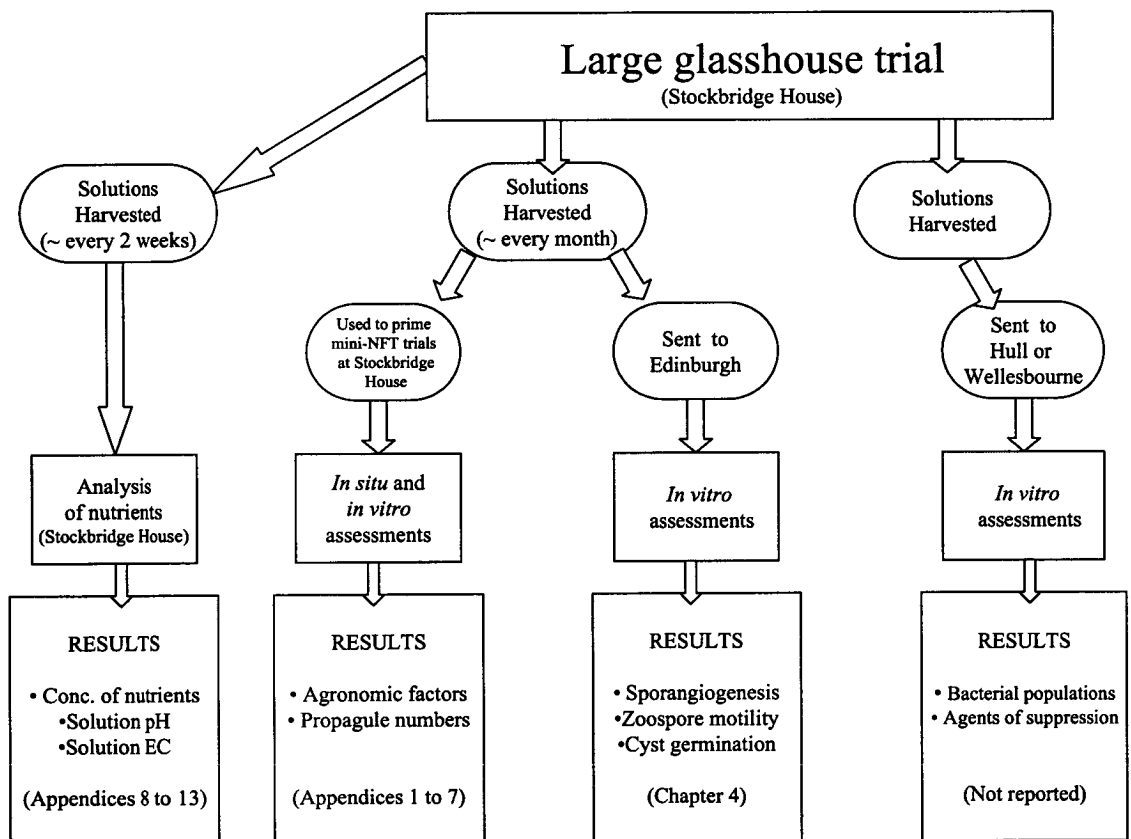 Large glasshouse trial
(Stockbridge House)
Solutions
Harvested
(~ every 2 weeks)
Solutions
Harvested
(~ every month)
Solutions
Harvested
Used to prime
mini-NFT trials
at Stockbridge
House
Sent to
Edinburgh
Sent to
Hull or
Wellesbourne
Analysis
of nutrients
(Stockbridge House)
In situ and
in vitro
assessments
In vitro
assessments
In vitro
assessments
RESULTS
• Conc. of nutrients
•Solution pH
•Solution EC
(Appendices 8 to 13)
RESULTS
• Agronomic factors
• Propagule numbers
(Appendices 1 to 7)
RESULTS
• Sporangiogenesis
•Zoospore motility
•Cyst germination
(Chapter 4)
RESULTS
• Bacterial populations
• Agents of suppression
(Not reported)